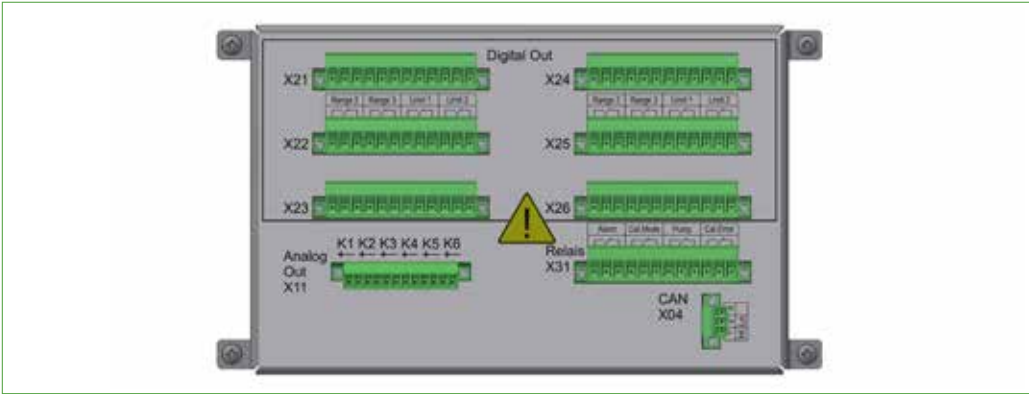 Digital Out
X21
X24
Range 2 Range 3 Limit 1 Limit 2
Range 2 Range 3 Limit 1 Limit 2
X22
X25
X23
X26
Alarm Cal.Mode Cal.Error
K1 K2 K3 K4 K5 K6
Analog
Out
X11
Relais
X31
CAN
X04